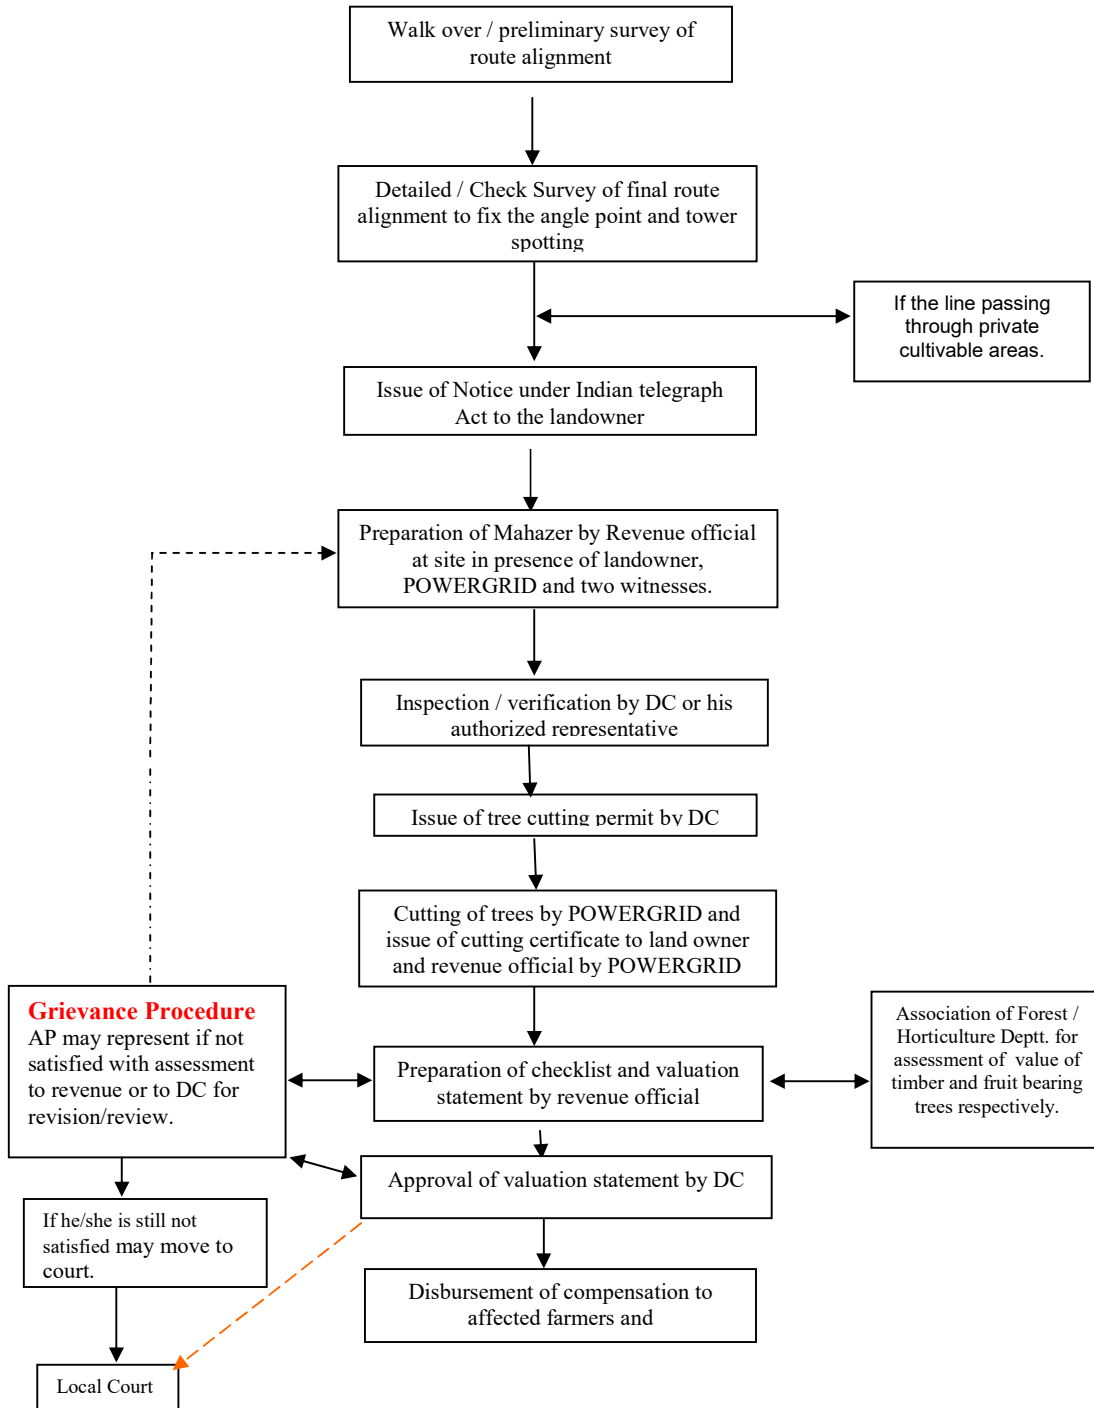 Walk over / preliminary survey of
route alignment
Detailed / Check Survey of final route
alignment to fix the angle point and tower
spotting
If the line passing
through private
cultivable areas.
Issue of Notice under Indian telegraph
Act to the landowner
Preparation of Mahazer by Revenue official
at site in presence of landowner,
POWERGRID and two witnesses.
Inspection / verification by DC or his
authorized representative
Issue of tree cutting permit by DC
Cutting of trees by POWERGRID and
issue of cutting certificate to land owner
and revenue official by POWERGRID
Grievance Procedure
AP may represent if not
satisfied with assessment
to revenue or to DC for
revision/review.
Preparation of checklist and valuation
statement by revenue official
Association of Forest /
Horticulture Deptt. for
assessment of value of
timber and fruit bearing
trees respectively.
Approval of valuation statement by DC
If he/she is still not
satisfied may move to
court.
Disbursement of compensation to
affected farmers and
Local Court